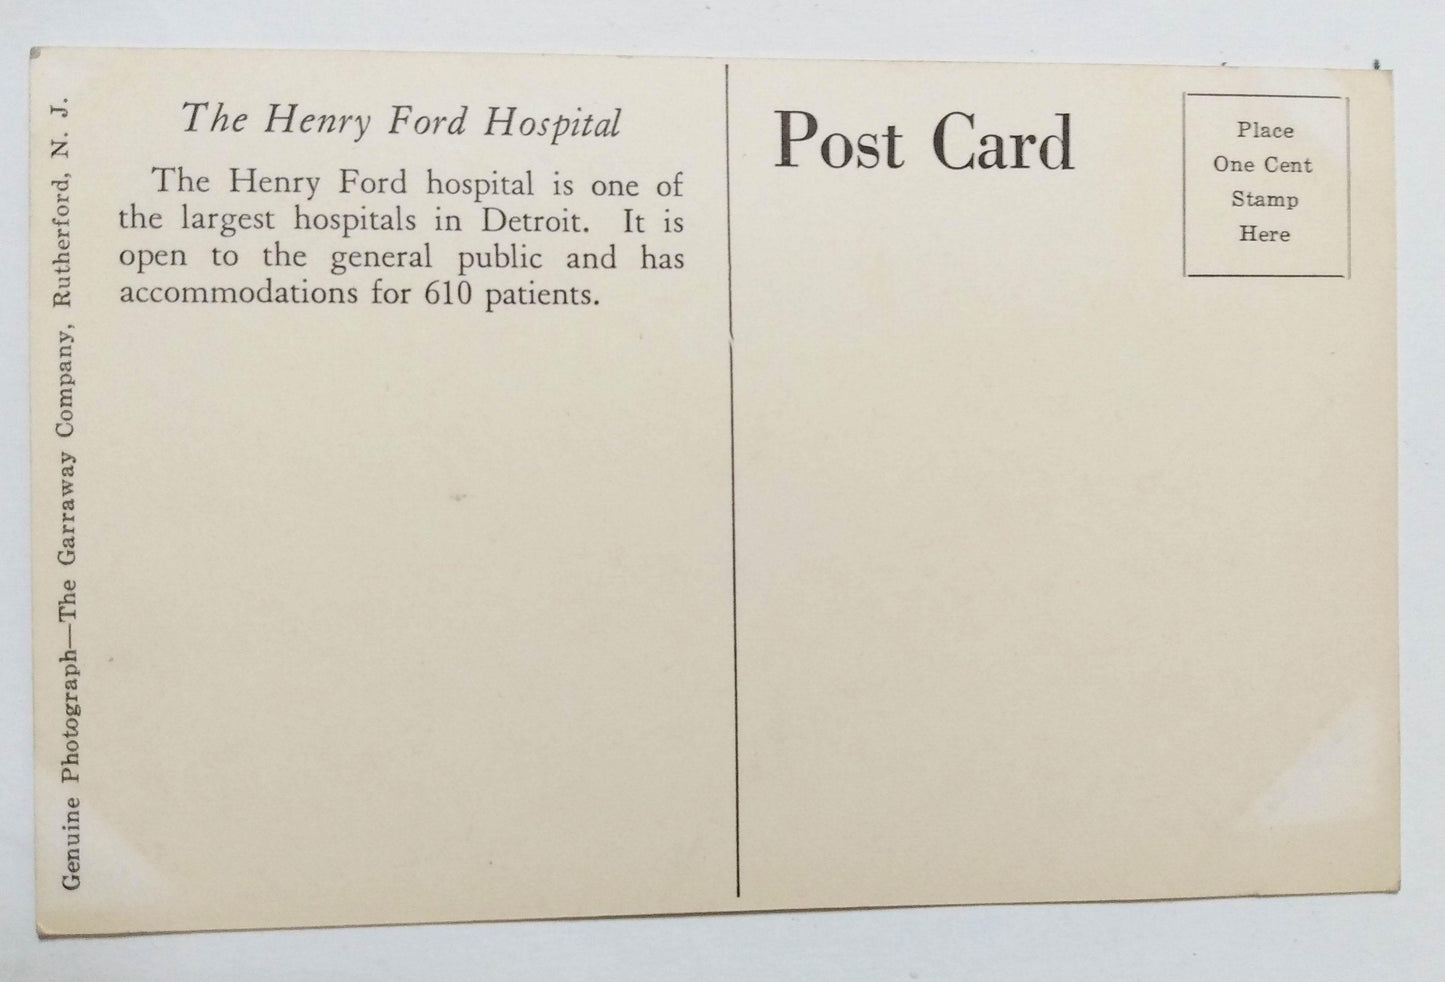 The Henry Ford Hospital
The Henry Ford hospital is one of
the largest hospitals in Detroit. It is
open to the general public and has
accommodations for 610 patients.
Post Card
Place
One Cent
Stamp
Here
Genuine Photograph—The Garraway Company, Rutherford, N. J.